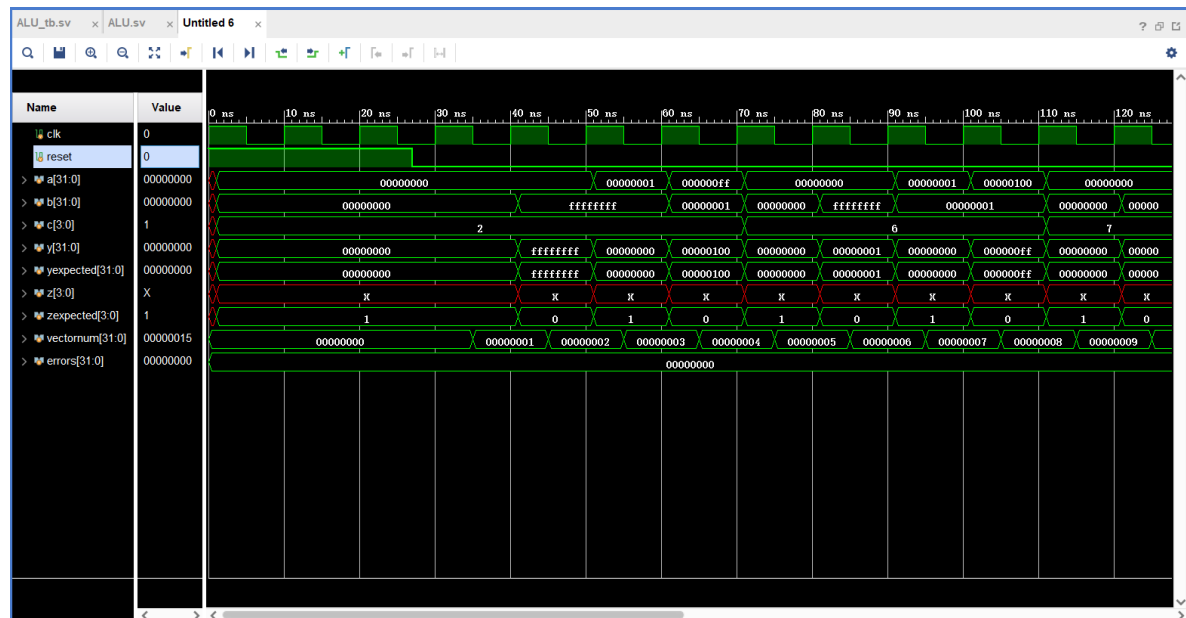 ALU_tb.sv × ALU.sv × Untitled 6 × ?
Name Value 0 ns 10 ns 20 ns 30 ns 40 ns 50 ns 60 ns 70 ns 80 ns 90 ns 100 ns 110 ns 120 ns
clk 0
reset 0
> a[31:0] 00000000 00000000 00000001 000000ff 00000000 00000001 00000100 00000000
> b[31:0] 00000000 00000000 ffffffff 00000001 00000000 ffffffff 00000001 00000000 00000
> c[3:0] 1 2 6 7
> y[31:0] 00000000 00000000 ffffffff 00000000 00000100 00000000 00000001 00000000 000000ff 00000000 00000
> yexpected[31:0] 00000000 00000000 ffffffff 00000000 00000100 00000000 00000001 00000000 000000ff 00000000 00000
> z[3:0] X X X X X X X X X X X
> zexpected[3:0] 1 1 0 1 0 1 0 1 0 1 0
> vectornum[31:0] 00000015 00000000 00000001 00000002 00000003 00000004 00000005 00000006 00000007 00000008 00000009
> errors[31:0] 00000000 00000000